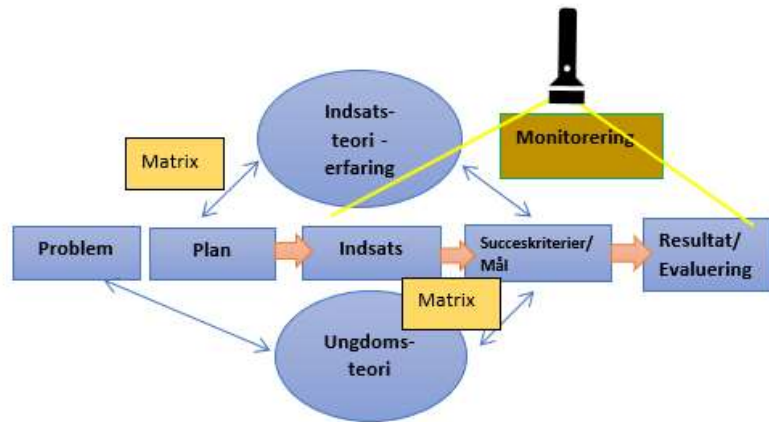 Indsats-
teori -
erfaring
Monitorering
Matrix
Problem
Plan
Indsats
Succeskriterier/
Mål
Resultat/
Evaluering
Matrix
Ungdoms-
teori